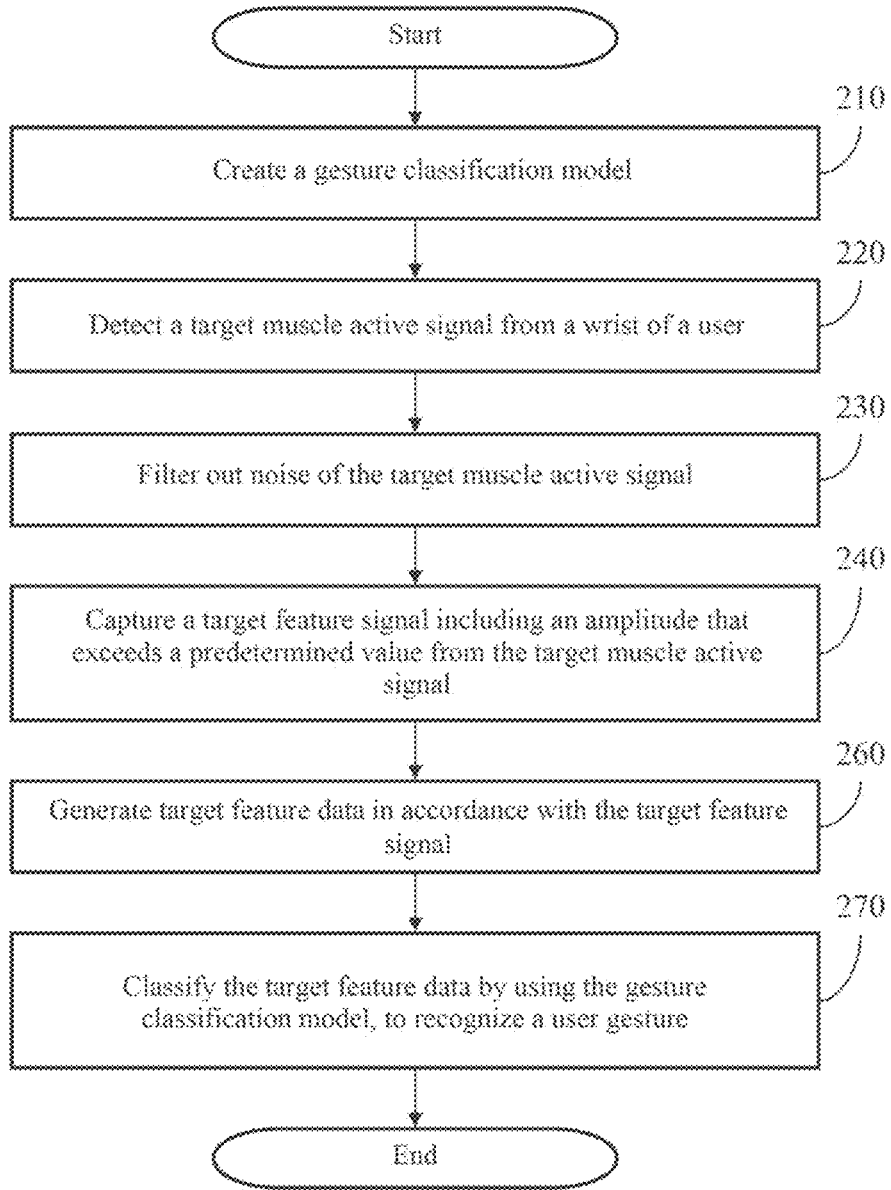 Start
210
Create a gesture classification model
220
Detect a target muscle active signal from a wrist of a user
230
Filter out noise of the target muscle active signal
240
Capture a target feature signal including an amplitude that
exceeds a predetermined value from the target muscle active
signal
260
Generate target feature data in accordance with the target feature
signal
270
Classify the target feature data by using the gesture
classification model, to recognize a user gesture
End